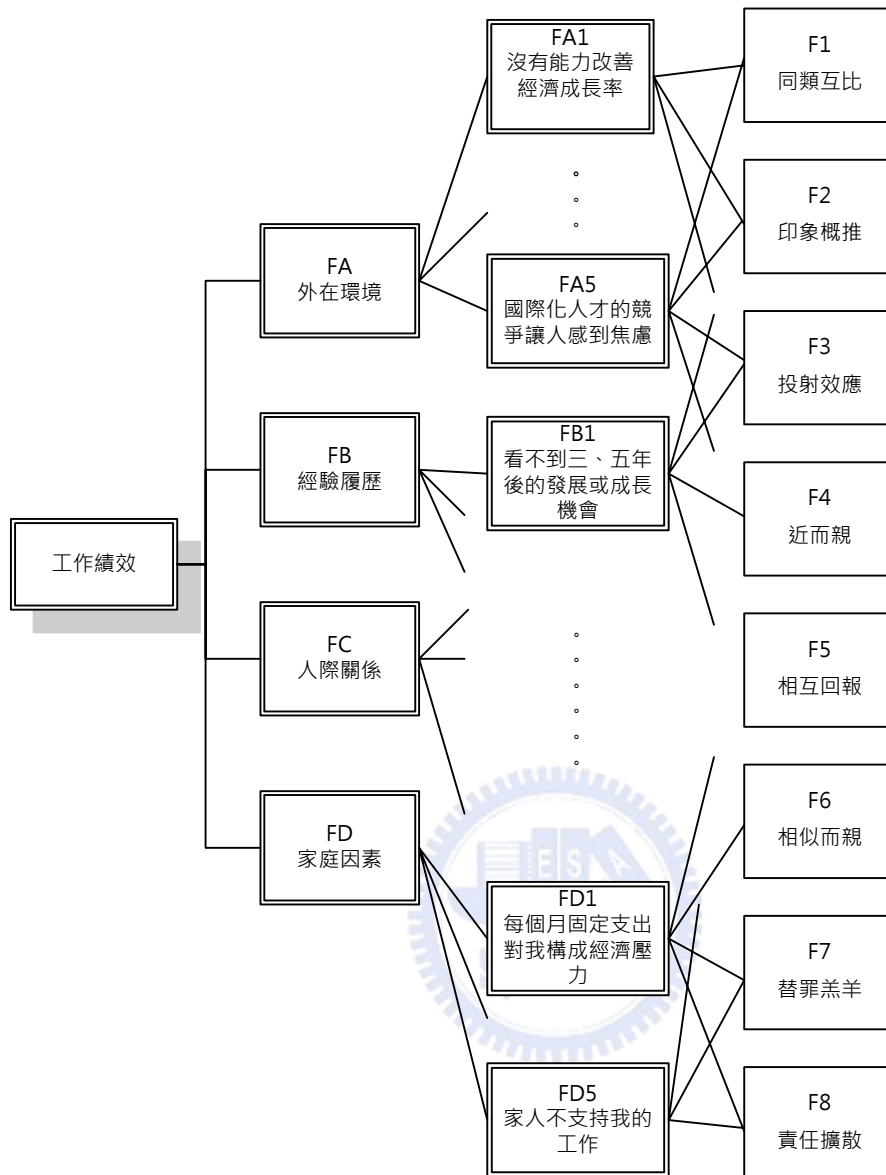 工作績效
FA
外在環境
FB
經驗履歷
FC
人際關係
FD
家庭因素
FA1
沒有能力改善
經濟成長率
。
。
。
FA5
國際化人才的競
爭讓人感到焦慮
FB1
看不到三、五年
後的發展或成長
機會
。
。
。
。
。
。
FD1
每個月固定支出
對我構成經濟壓
力
FD5
家人不支持我的
工作
F1
同類互比
F2
印象概推
F3
投射效應
F4
近而親
F5
相互回報
F6
相似而親
F7
替罪羔羊
F8
責任擴散